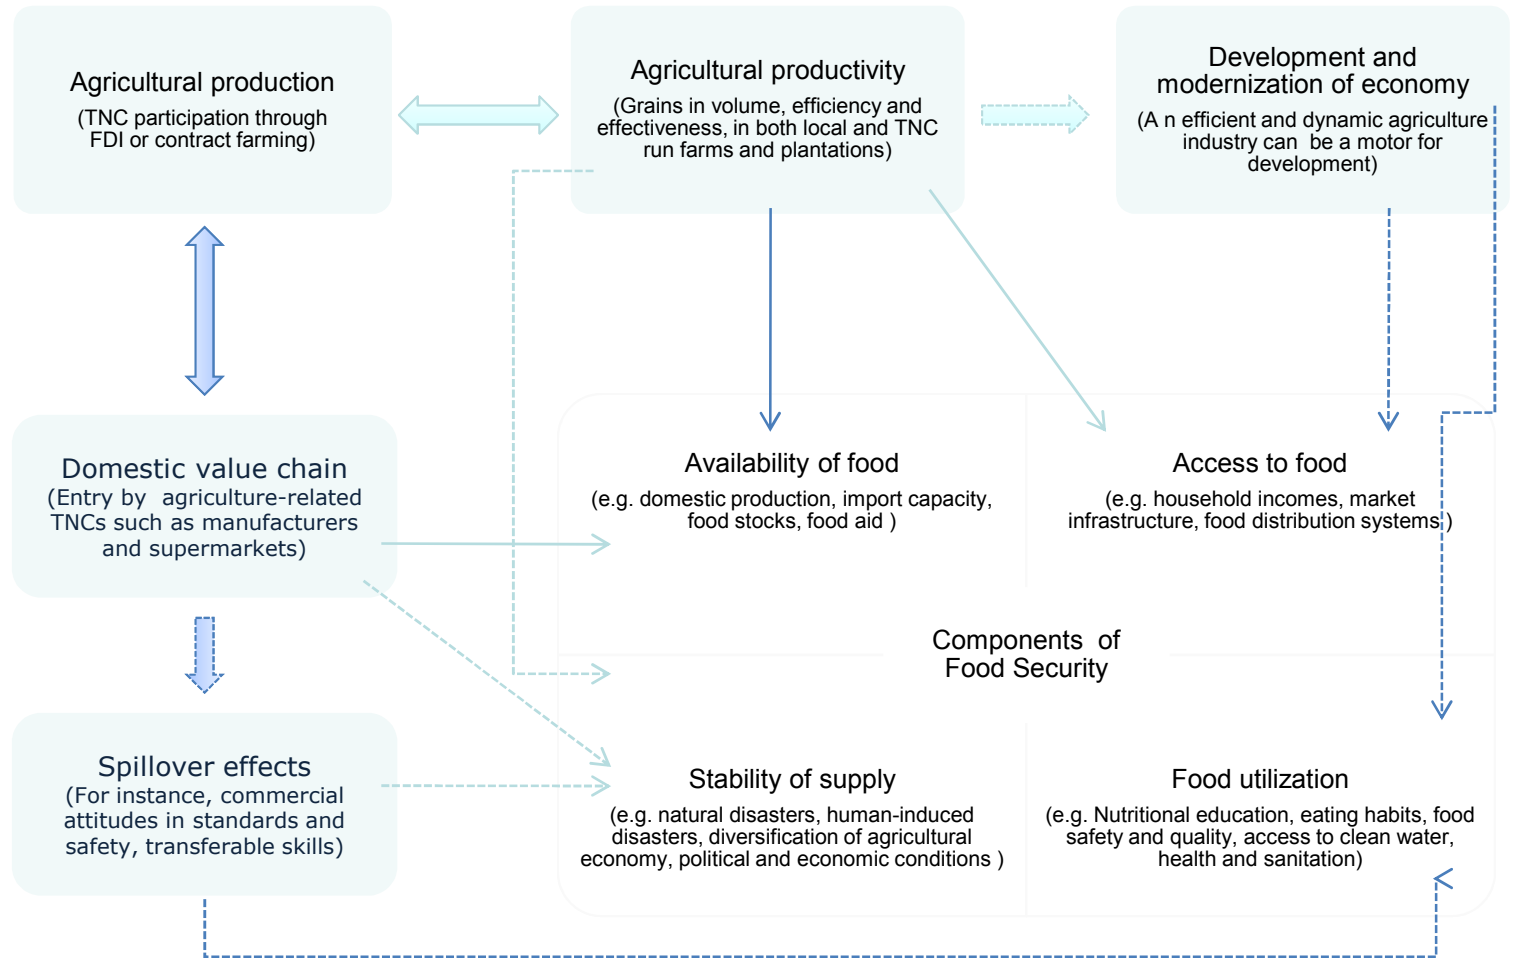 Agricultural production
(TNC participation through
FDI or contract farming)
Agricultural productivity
(Grains in volume, efficiency and
effectiveness, in both local and TNC
run farms and plantations)
Development and
modernization of economy
(A n efficient and dynamic agriculture
industry can be a motor for
development)
Domestic value chain
(Entry by agriculture-related
TNCs such as manufacturers
and supermarkets)
Availability of food
(e.g. domestic production, import capacity,
food stocks, food aid )
Access to food
(e.g. household incomes, market
infrastructure, food distribution systems )
Components of
Food Security
Spillover effects
(For instance, commercial
attitudes in standards and
safety, transferable skills)
Stability of supply
(e.g. natural disasters, human-induced
disasters, diversification of agricultural
economy, political and economic conditions )
Food utilization
(e.g. Nutritional education, eating habits, food
safety and quality, access to clean water,
health and sanitation)